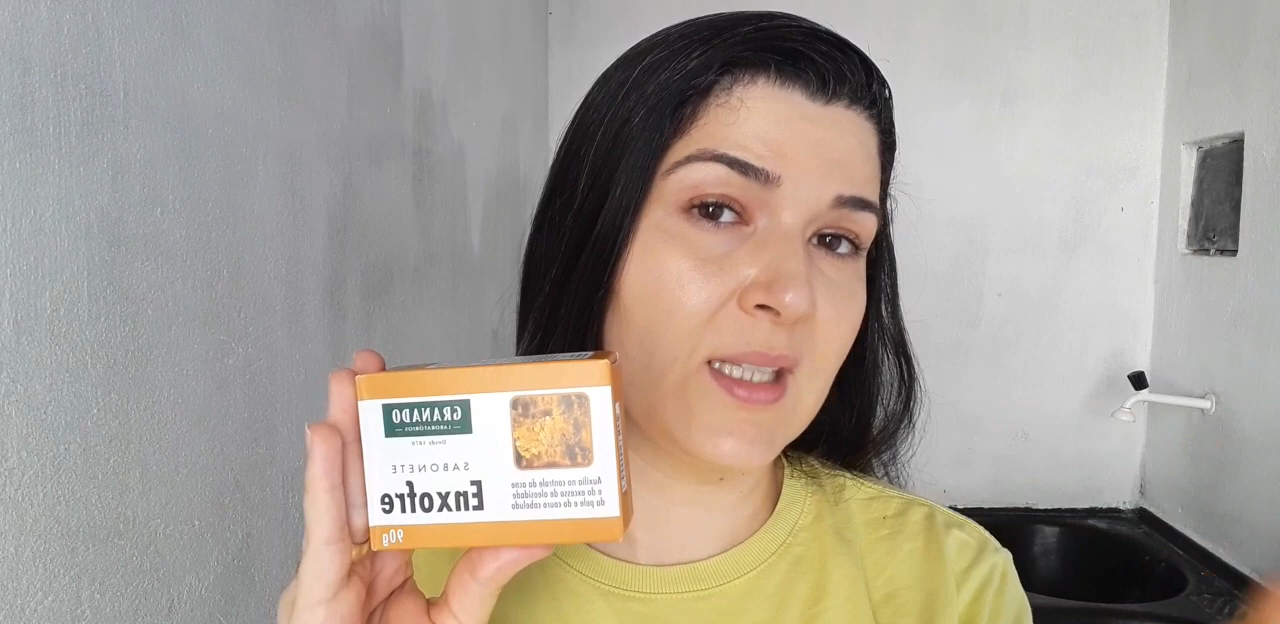 GRANADO
— LABORATÓRIOS —
Desde 1870
SABONETE
Enxofre
90g
Auxilia no controle da acne
e do excesso de oleosidade
da pele e do couro cabeludo